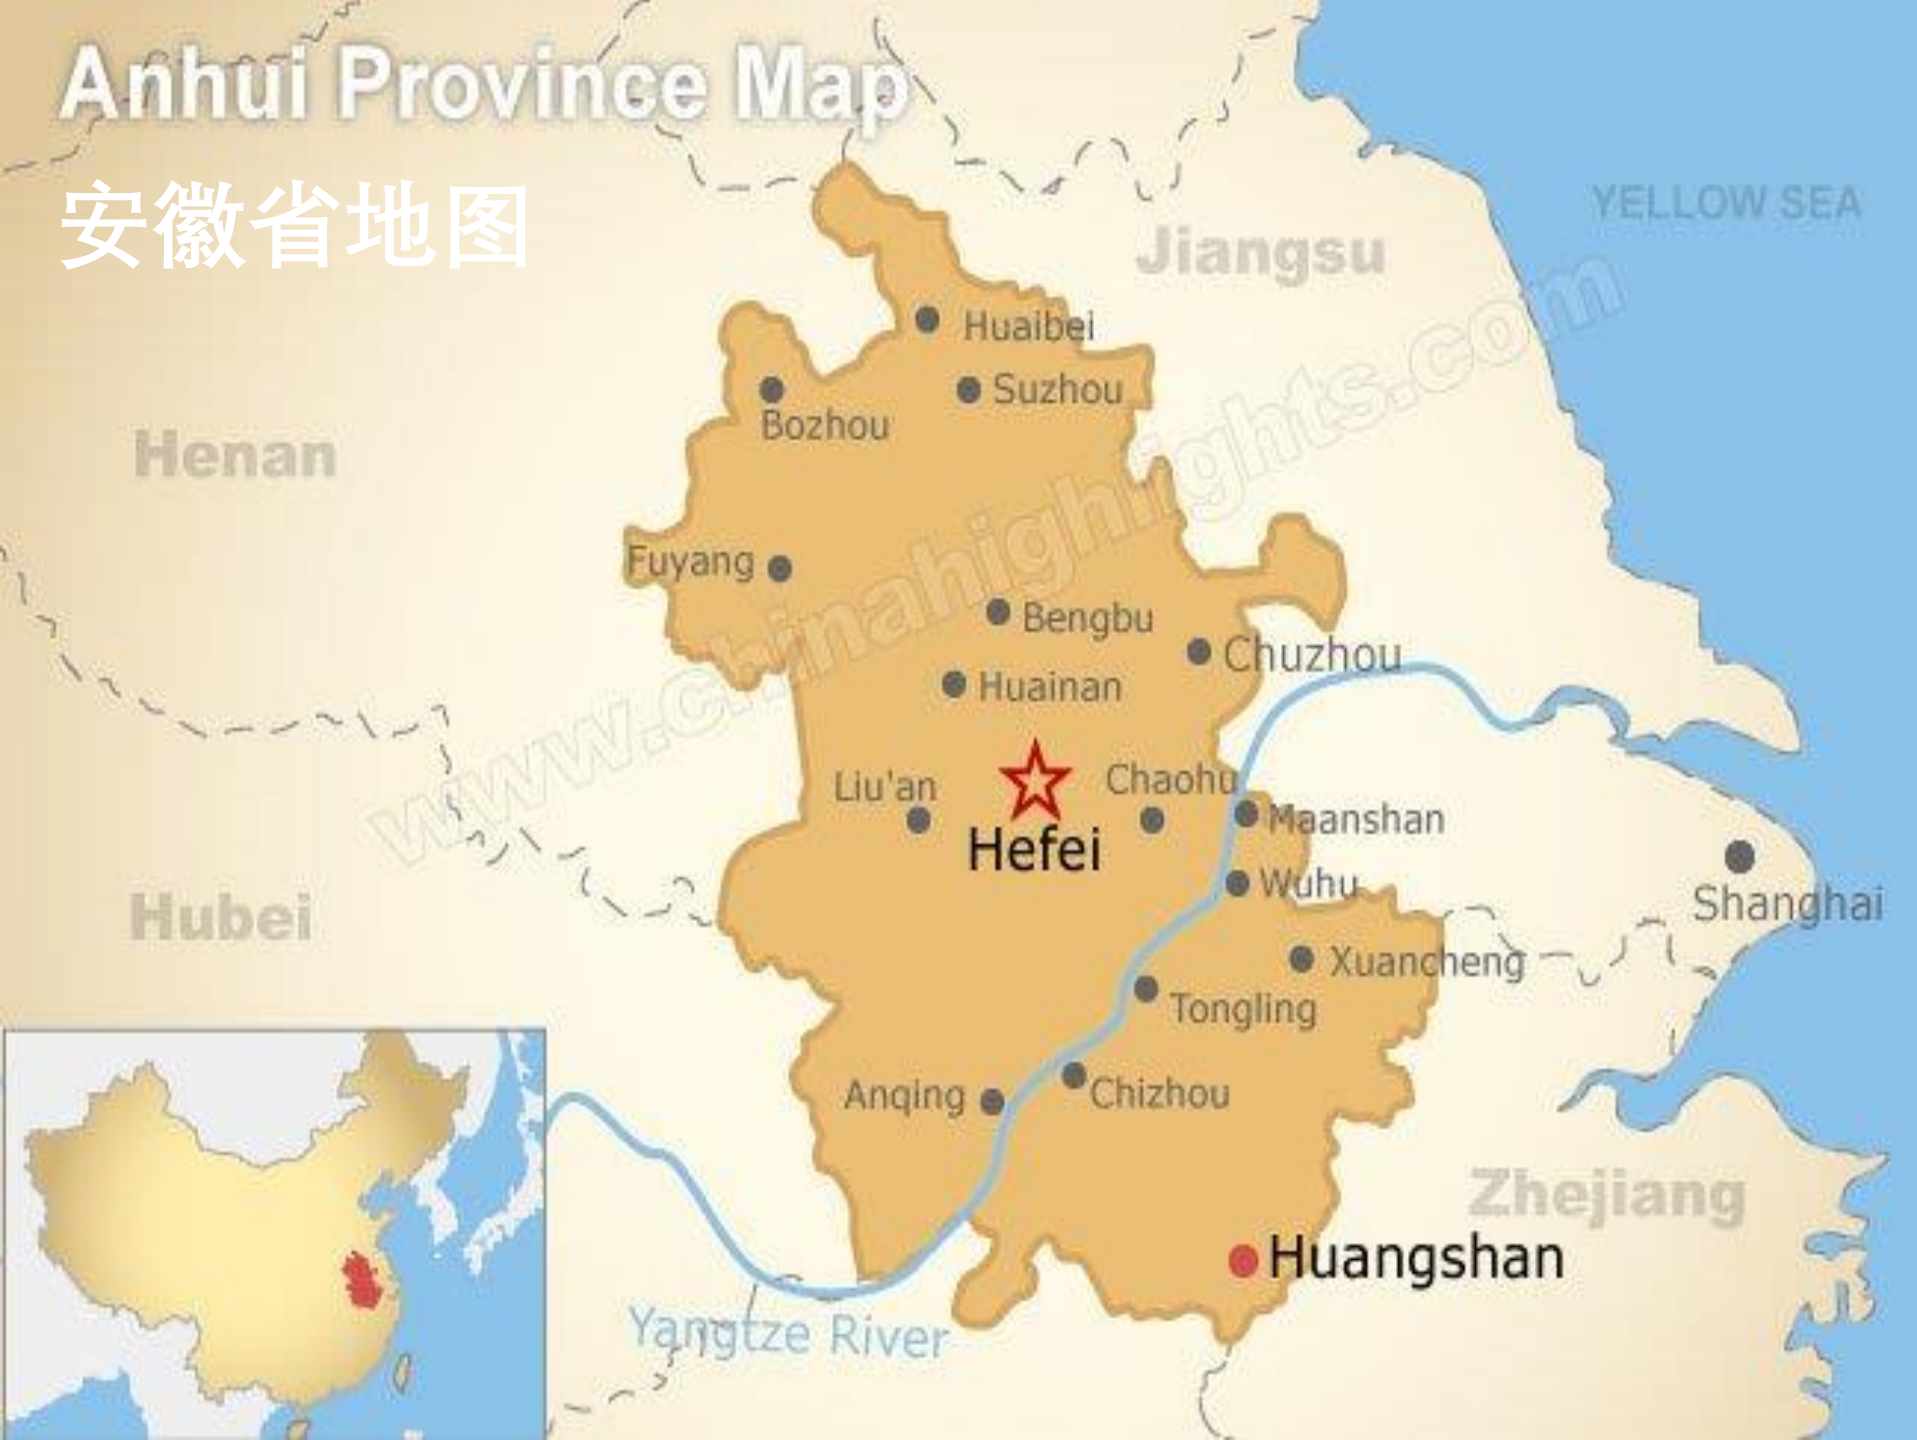 Anhui Province Map
安徽省地图
YELLOW SEA
Jiangsu
Huaibei
Suzhou
Bozhou
Henan
www.chinahighlights.com
Fuyang
Bengbu
Chuzhou
Huainan
Liu'an
Chaohu
Hefei
Maanshan
Wuhu
Shanghai
Hubei
Xuancheng
Tongling
Anqing
Chizhou
Zhejiang
Huangshan
Yangtze River